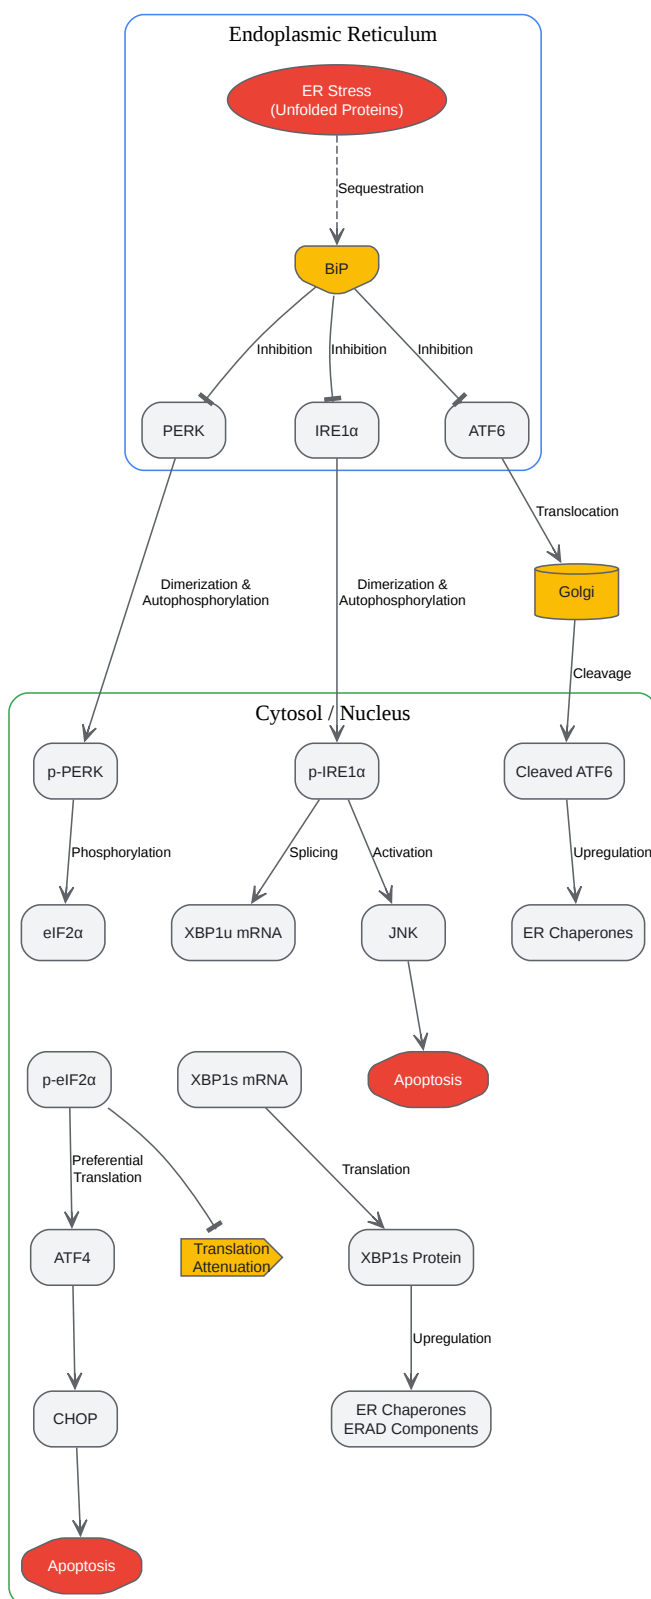 Endoplasmic Reticulum
ER Stress
(Unfolded Proteins)
Sequestration
BiP
Inhibition
Inhibition
Inhibition
PERK
IRE1α
ATF6
Translocation
Dimerization &
Autophosphorylation
Dimerization &
Autophosphorylation
Golgi
Cleavage
Cytosol / Nucleus
p-PERK
p-IRE1α
Cleaved ATF6
Phosphorylation
Splicing
Activation
Upregulation
eIF2α
XBP1u mRNA
JNK
ER Chaperones
p-eIF2α
XBP1s mRNA
Apoptosis
Preferential
Translation
Translation
ATF4
Translation
Attenuation
XBP1s Protein
Upregulation
CHOP
ER Chaperones
ERAD Components
Apoptosis